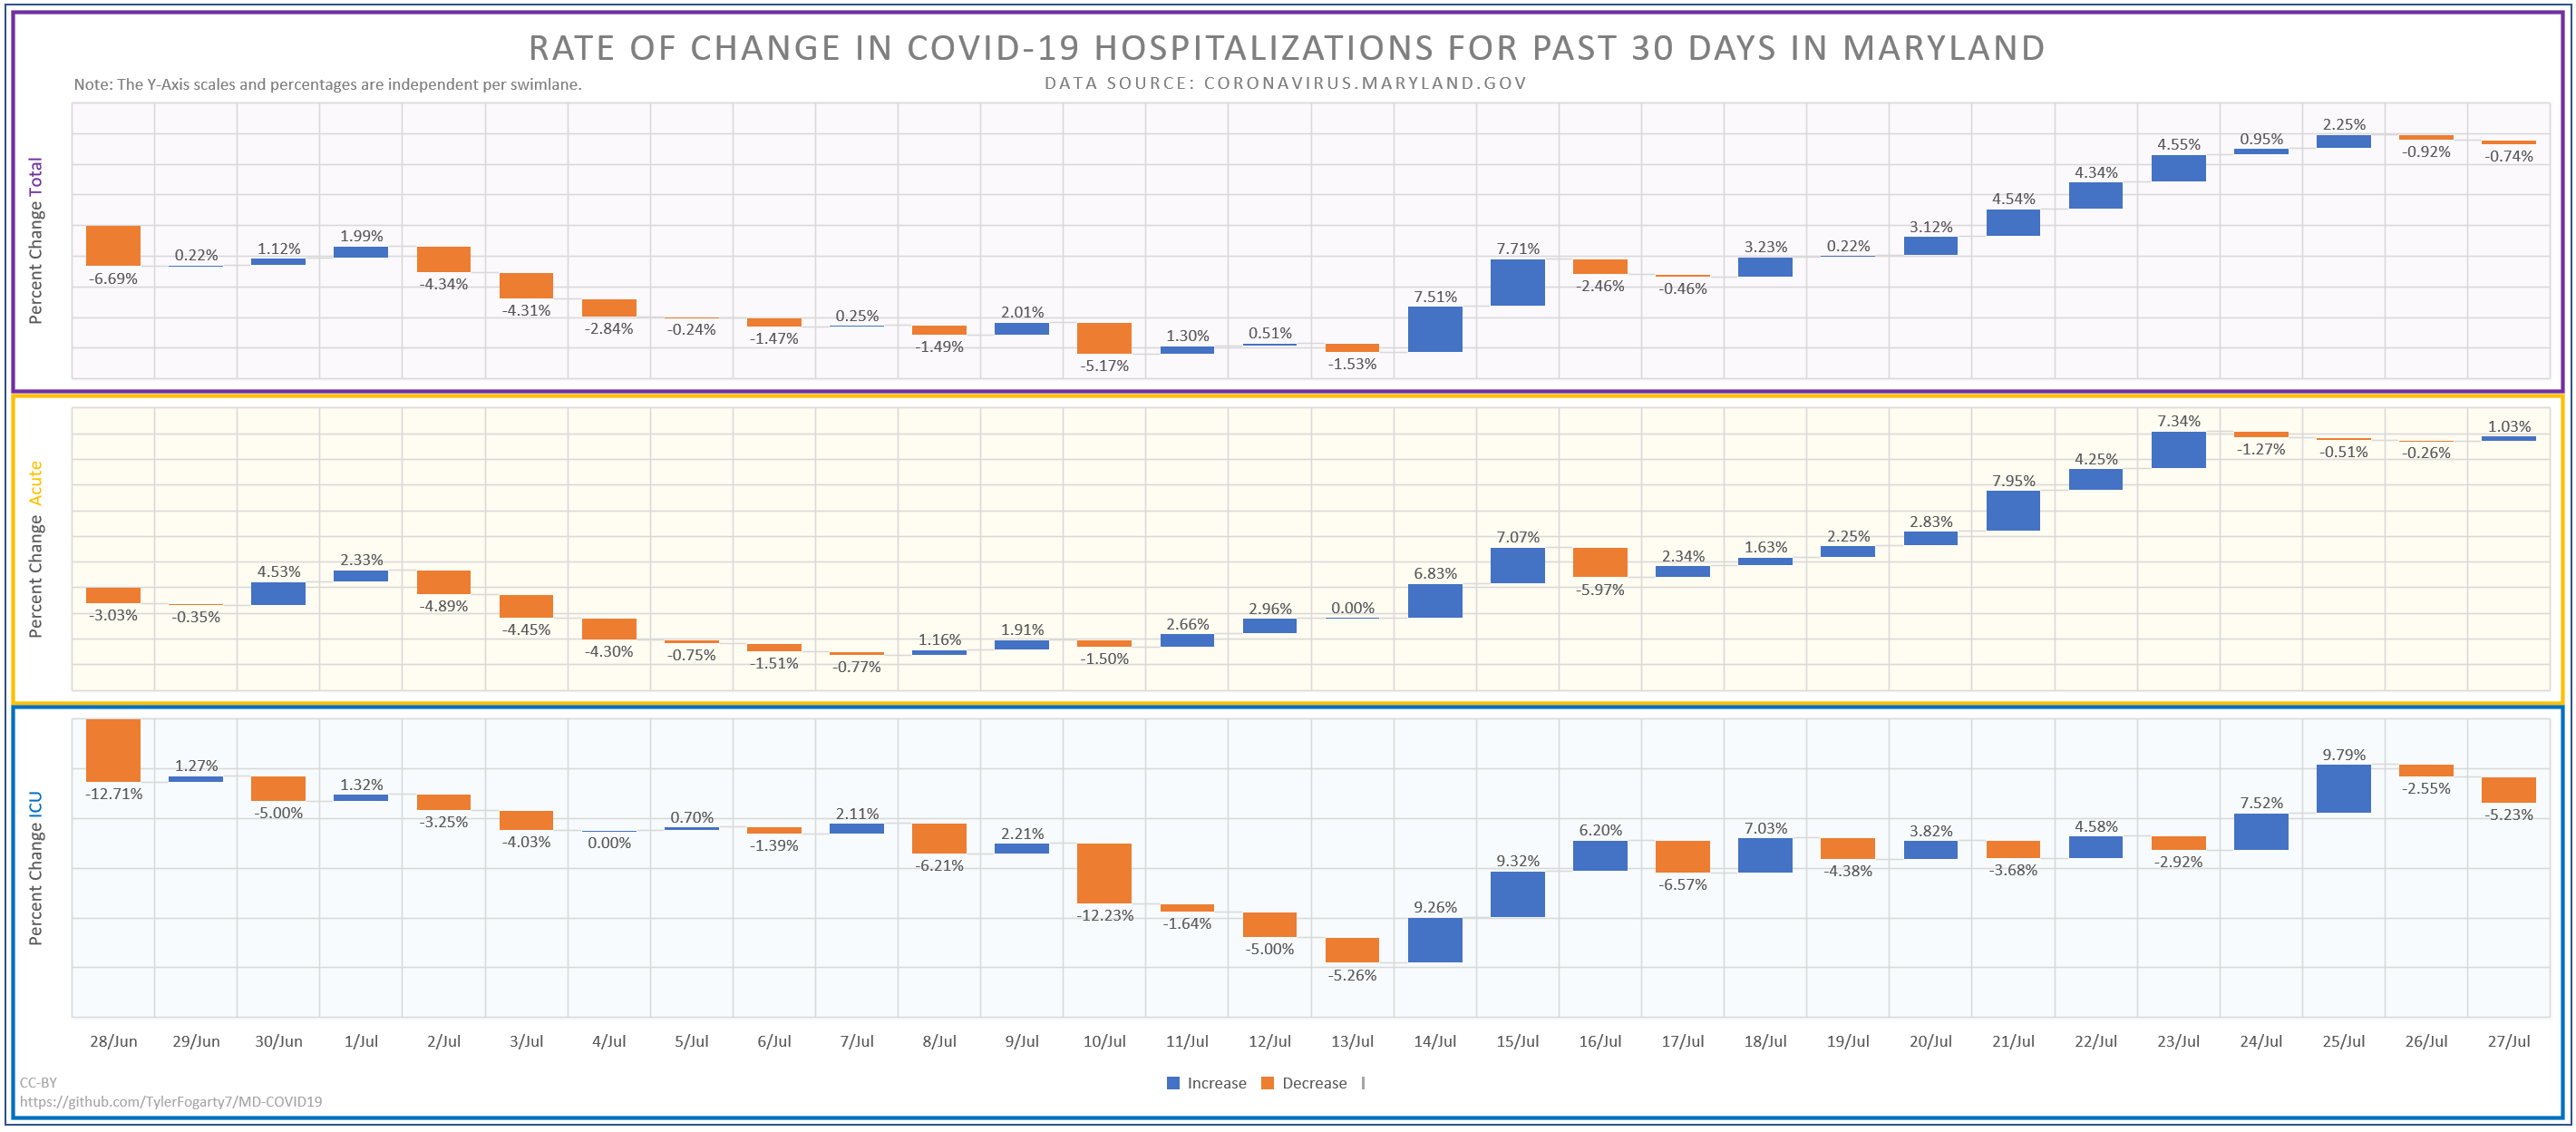 RATE OF CHANGE IN COVID-19 HOSPITALIZATIONS FOR PAST 30 DAYS IN MARYLAND
Note: The Y-Axis scales and percentages are independent per swimlane.
DATA SOURCE: CORONAVIRUS.MARYLAND.GOV
Percent Change Total
-6.69% 0.22% 1.12% 1.99% -4.34% -4.31% -2.84% -0.24% -1.47% 0.25% -1.49% 2.01% -5.17% 1.30% 0.51% -1.53% 7.51% 7.71% -2.46% -0.46% 3.23% 0.22% 3.12% 4.54% 4.34% 4.55% 0.95% 2.25% -0.92% -0.74%
Percent Change Acute
-3.03% -0.35% 4.53% 2.33% -4.89% -4.45% -4.30% -0.75% -1.51% -0.77% 1.16% 1.91% -1.50% 2.66% 2.96% 0.00% 6.83% 7.07% -5.97% 2.34% 1.63% 2.25% 2.83% 7.95% 4.25% 7.34% -1.27% -0.51% -0.26% 1.03%
Percent Change ICU
-12.71% 1.27% -5.00% 1.32% -3.25% -4.03% 0.00% 0.70% -1.39% 2.11% -6.21% 2.21% -12.23% -1.64% -5.00% -5.26% 9.26% 9.32% 6.20% -6.57% 7.03% -4.38% 3.82% -3.68% 4.58% -2.92% 7.52% 9.79% -2.55% -5.23%
28/Jun 29/Jun 30/Jun 1/Jul 2/Jul 3/Jul 4/Jul 5/Jul 6/Jul 7/Jul 8/Jul 9/Jul 10/Jul 11/Jul 12/Jul 13/Jul 14/Jul 15/Jul 16/Jul 17/Jul 18/Jul 19/Jul 20/Jul 21/Jul 22/Jul 23/Jul 24/Jul 25/Jul 26/Jul 27/Jul
Increase Decrease
CC-BY
https://github.com/TylerFogarty7/MD-COVID19